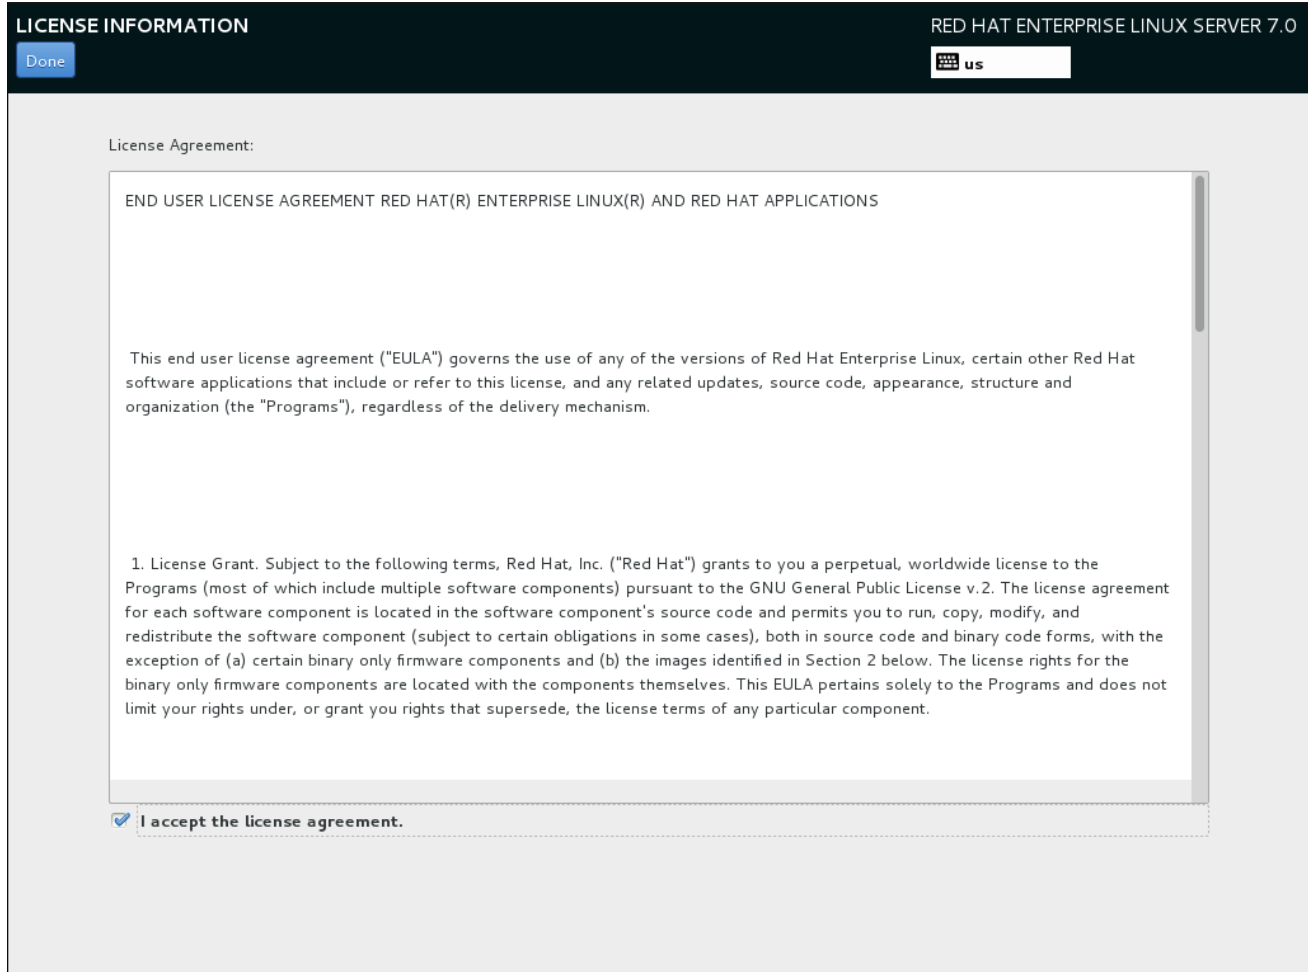 LICENSE INFORMATION
RED HAT ENTERPRISE LINUX SERVER 7.0
Done
us
License Agreement:
END USER LICENSE AGREEMENT RED HAT(R) ENTERPRISE LINUX(R) AND RED HAT APPLICATIONS
This end user license agreement ("EULA") governs the use of any of the versions of Red Hat Enterprise Linux, certain other Red Hat
software applications that include or refer to this license, and any related updates, source code, appearance, structure and
organization (the "Programs"), regardless of the delivery mechanism.
1. License Grant. Subject to the following terms, Red Hat, Inc. ("Red Hat") grants to you a perpetual, worldwide license to the
Programs (most of which include multiple software components) pursuant to the GNU General Public License v.2. The license agreement
for each software component is located in the software component's source code and permits you to run, copy, modify, and
redistribute the software component (subject to certain obligations in some cases), both in source code and binary code forms, with the
exception of (a) certain binary only firmware components and (b) the images identified in Section 2 below. The license rights for the
binary only firmware components are located with the components themselves. This EULA pertains solely to the Programs and does not
limit your rights under, or grant you rights that supersede, the license terms of any particular component.
I accept the license agreement.